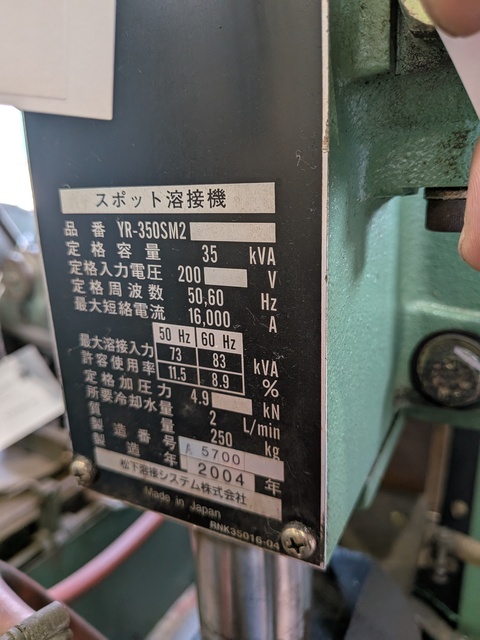 スポット溶接機
品番 YR-350SM2
定格容量 35 kVA
定格入力電圧 200 V
定格周波数 50,60 Hz
最大短絡電流 16,000 A
50 Hz 60 Hz
最大溶接入力 73 83 kVA
許容使用率 11.5 8.9 %
定格加圧力 4.9 kN
所要冷却水量 2 L/min
質量 250 kg
製造番号 A 5700
製造年 2004 年
松下溶接システム株式会社
Made in Japan
RNK35016-04